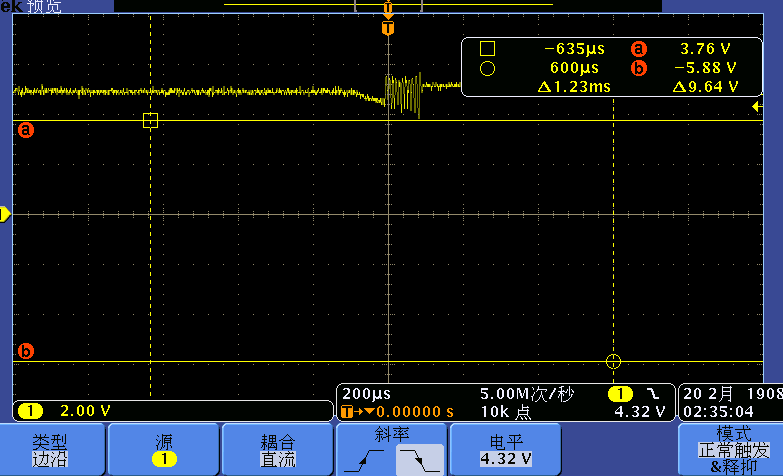 ek 预览
T
T
-635µs a 3.76 V
600µs b -5.88 V
Δ1.23ms Δ9.64 V
a
1
b
1 2.00 V
200µs 5.00M次/秒 1
T→▼0.00000 s 10k 点 4.32 V
20 2月 1908
02:35:04
类型
边沿
源
1
耦合
直流
斜率
电平
4.32 V
模式
正常触发
&释抑